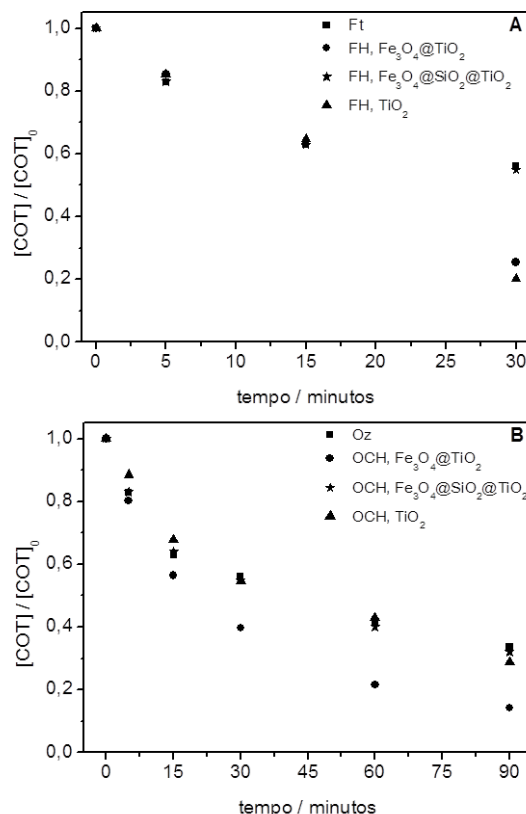 A
Ft
FH, Fe₃O₄@TiO₂
FH, Fe₃O₄@SiO₂@TiO₂
FH, TiO₂
1,0
0,8
0,6
0,4
0,2
0,0
[COT] / [COT]₀
0 5 10 15 20 25 30
tempo / minutos
B
Oz
OCH, Fe₃O₄@TiO₂
OCH, Fe₃O₄@SiO₂@TiO₂
OCH, TiO₂
1,0
0,8
0,6
0,4
0,2
0,0
[COT] / [COT]₀
0 15 30 45 60 75 90
tempo / minutos